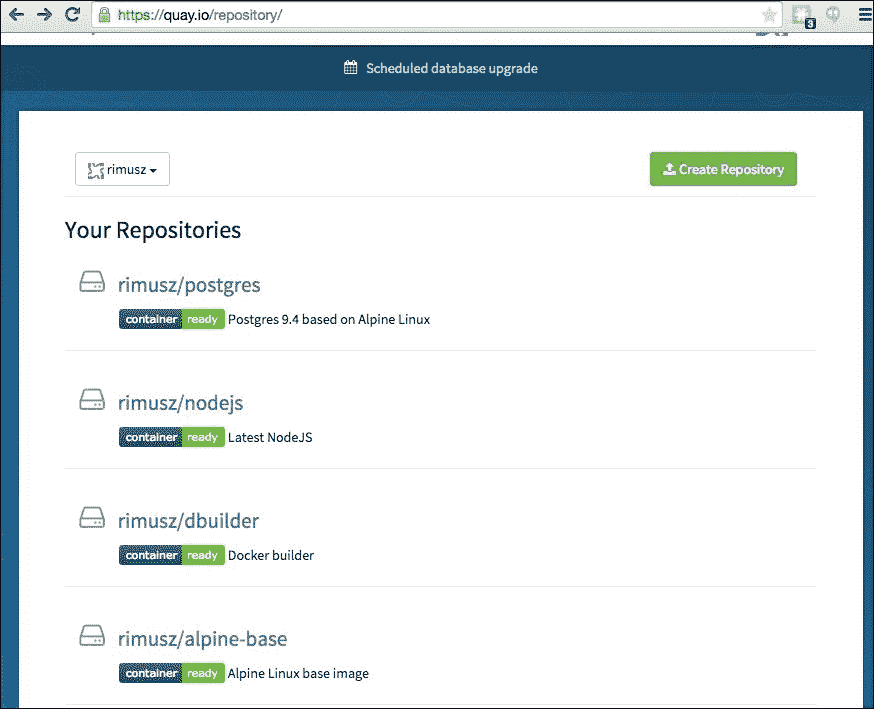 https://quay.io/repository/
3
Scheduled database upgrade
rimusz
Create Repository
Your Repositories
rimusz/postgres
container ready Postgres 9.4 based on Alpine Linux
rimusz/nodejs
container ready Latest NodeJS
rimusz/dbuilder
container ready Docker builder
rimusz/alpine-base
container ready Alpine Linux base image